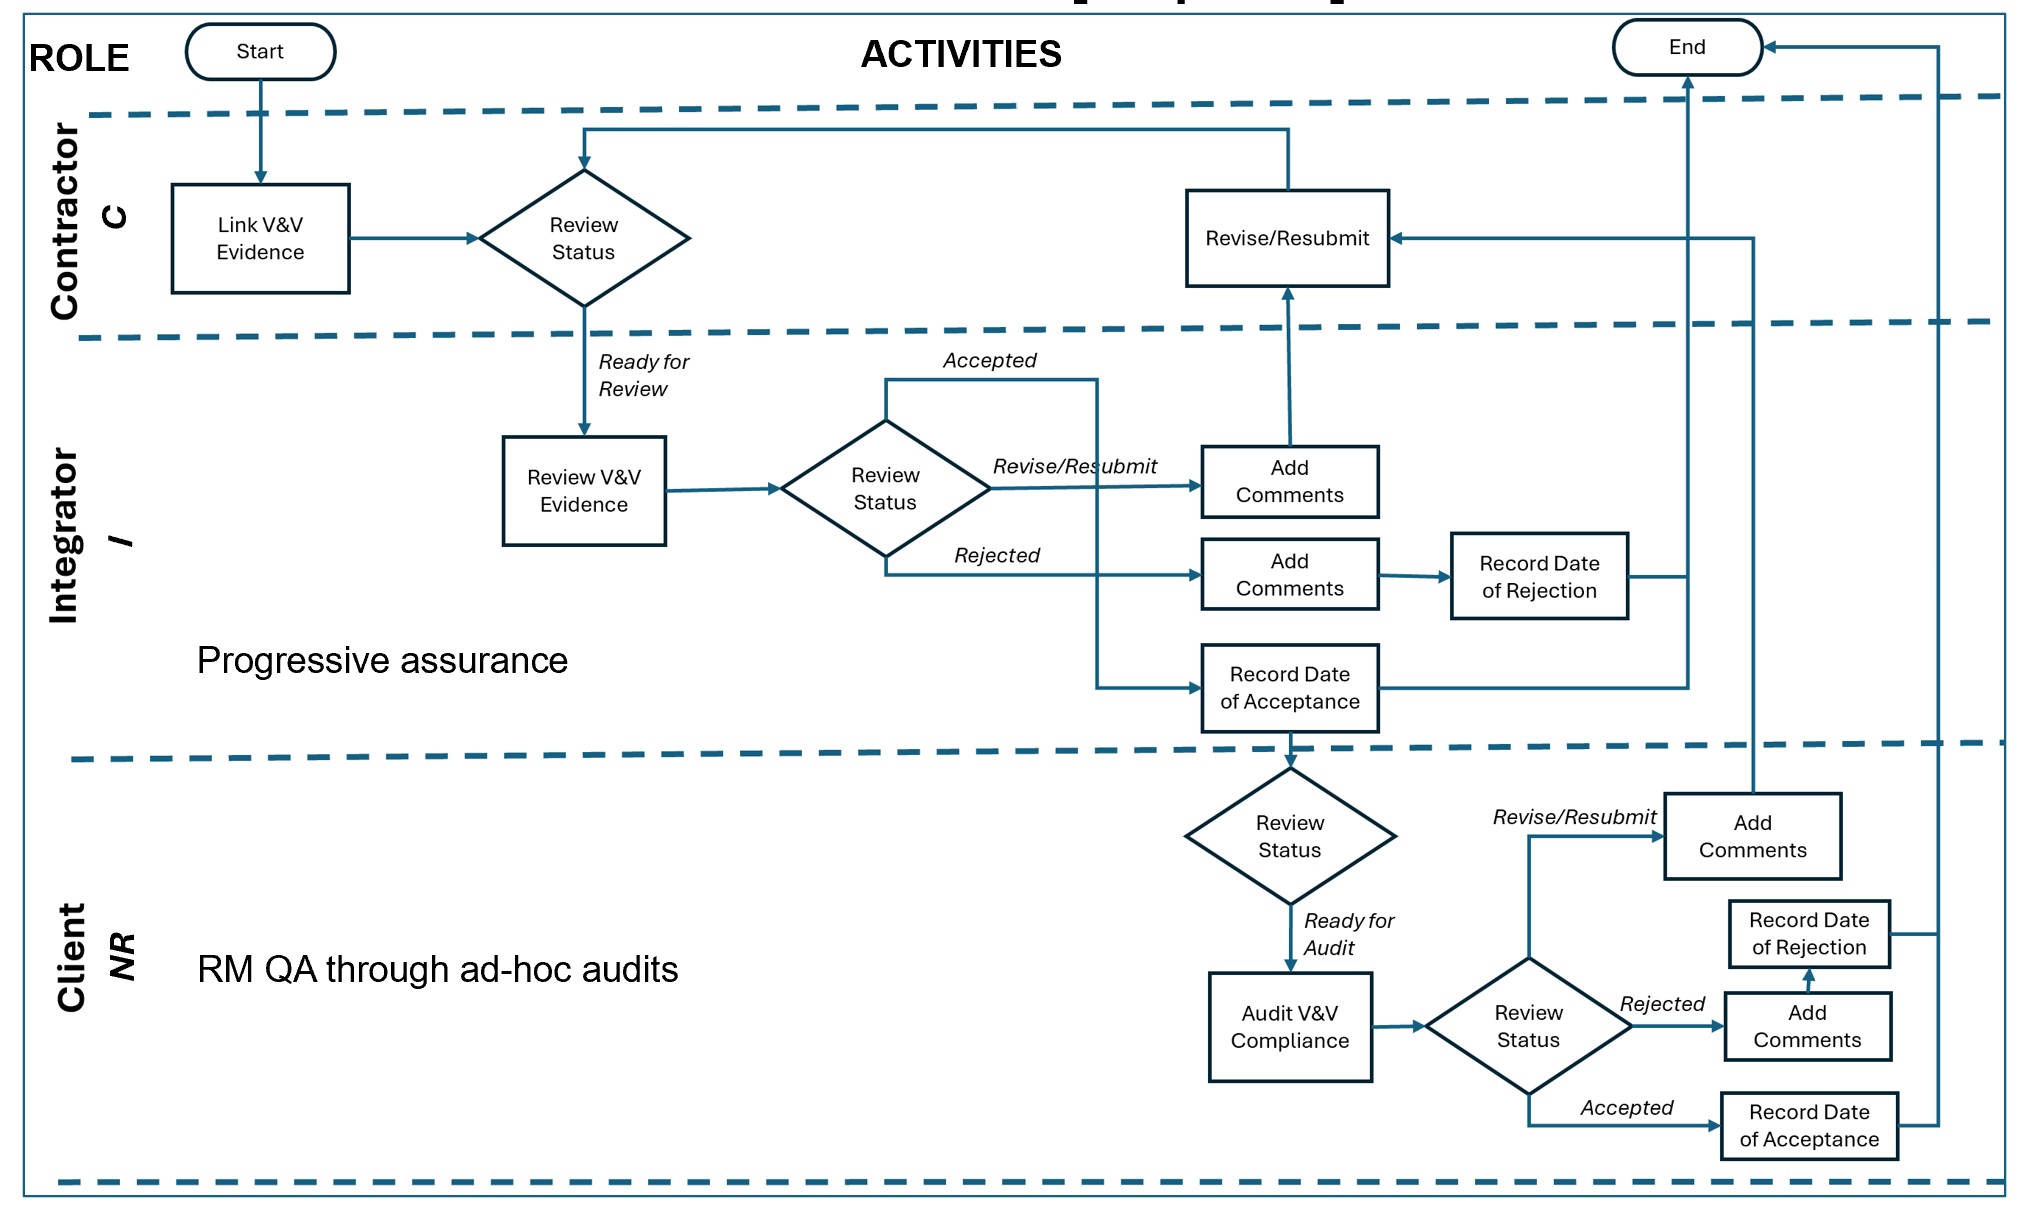 ROLE
Start
ACTIVITIES
End
Contractor
C
Link V&V
Evidence
Review
Status
Revise/Resubmit
Integrator
I
Ready for
Review
Accepted
Review V&V
Evidence
Review
Status
Revise/Resubmit
Add
Comments
Rejected
Add
Comments
Record Date
of Rejection
Progressive assurance
Record Date
of Acceptance
Client
NR
Review
Status
Revise/Resubmit
Add
Comments
Ready for
Audit
Record Date
of Rejection
RM QA through ad-hoc audits
Audit V&V
Compliance
Review
Status
Rejected
Add
Comments
Accepted
Record Date
of Acceptance